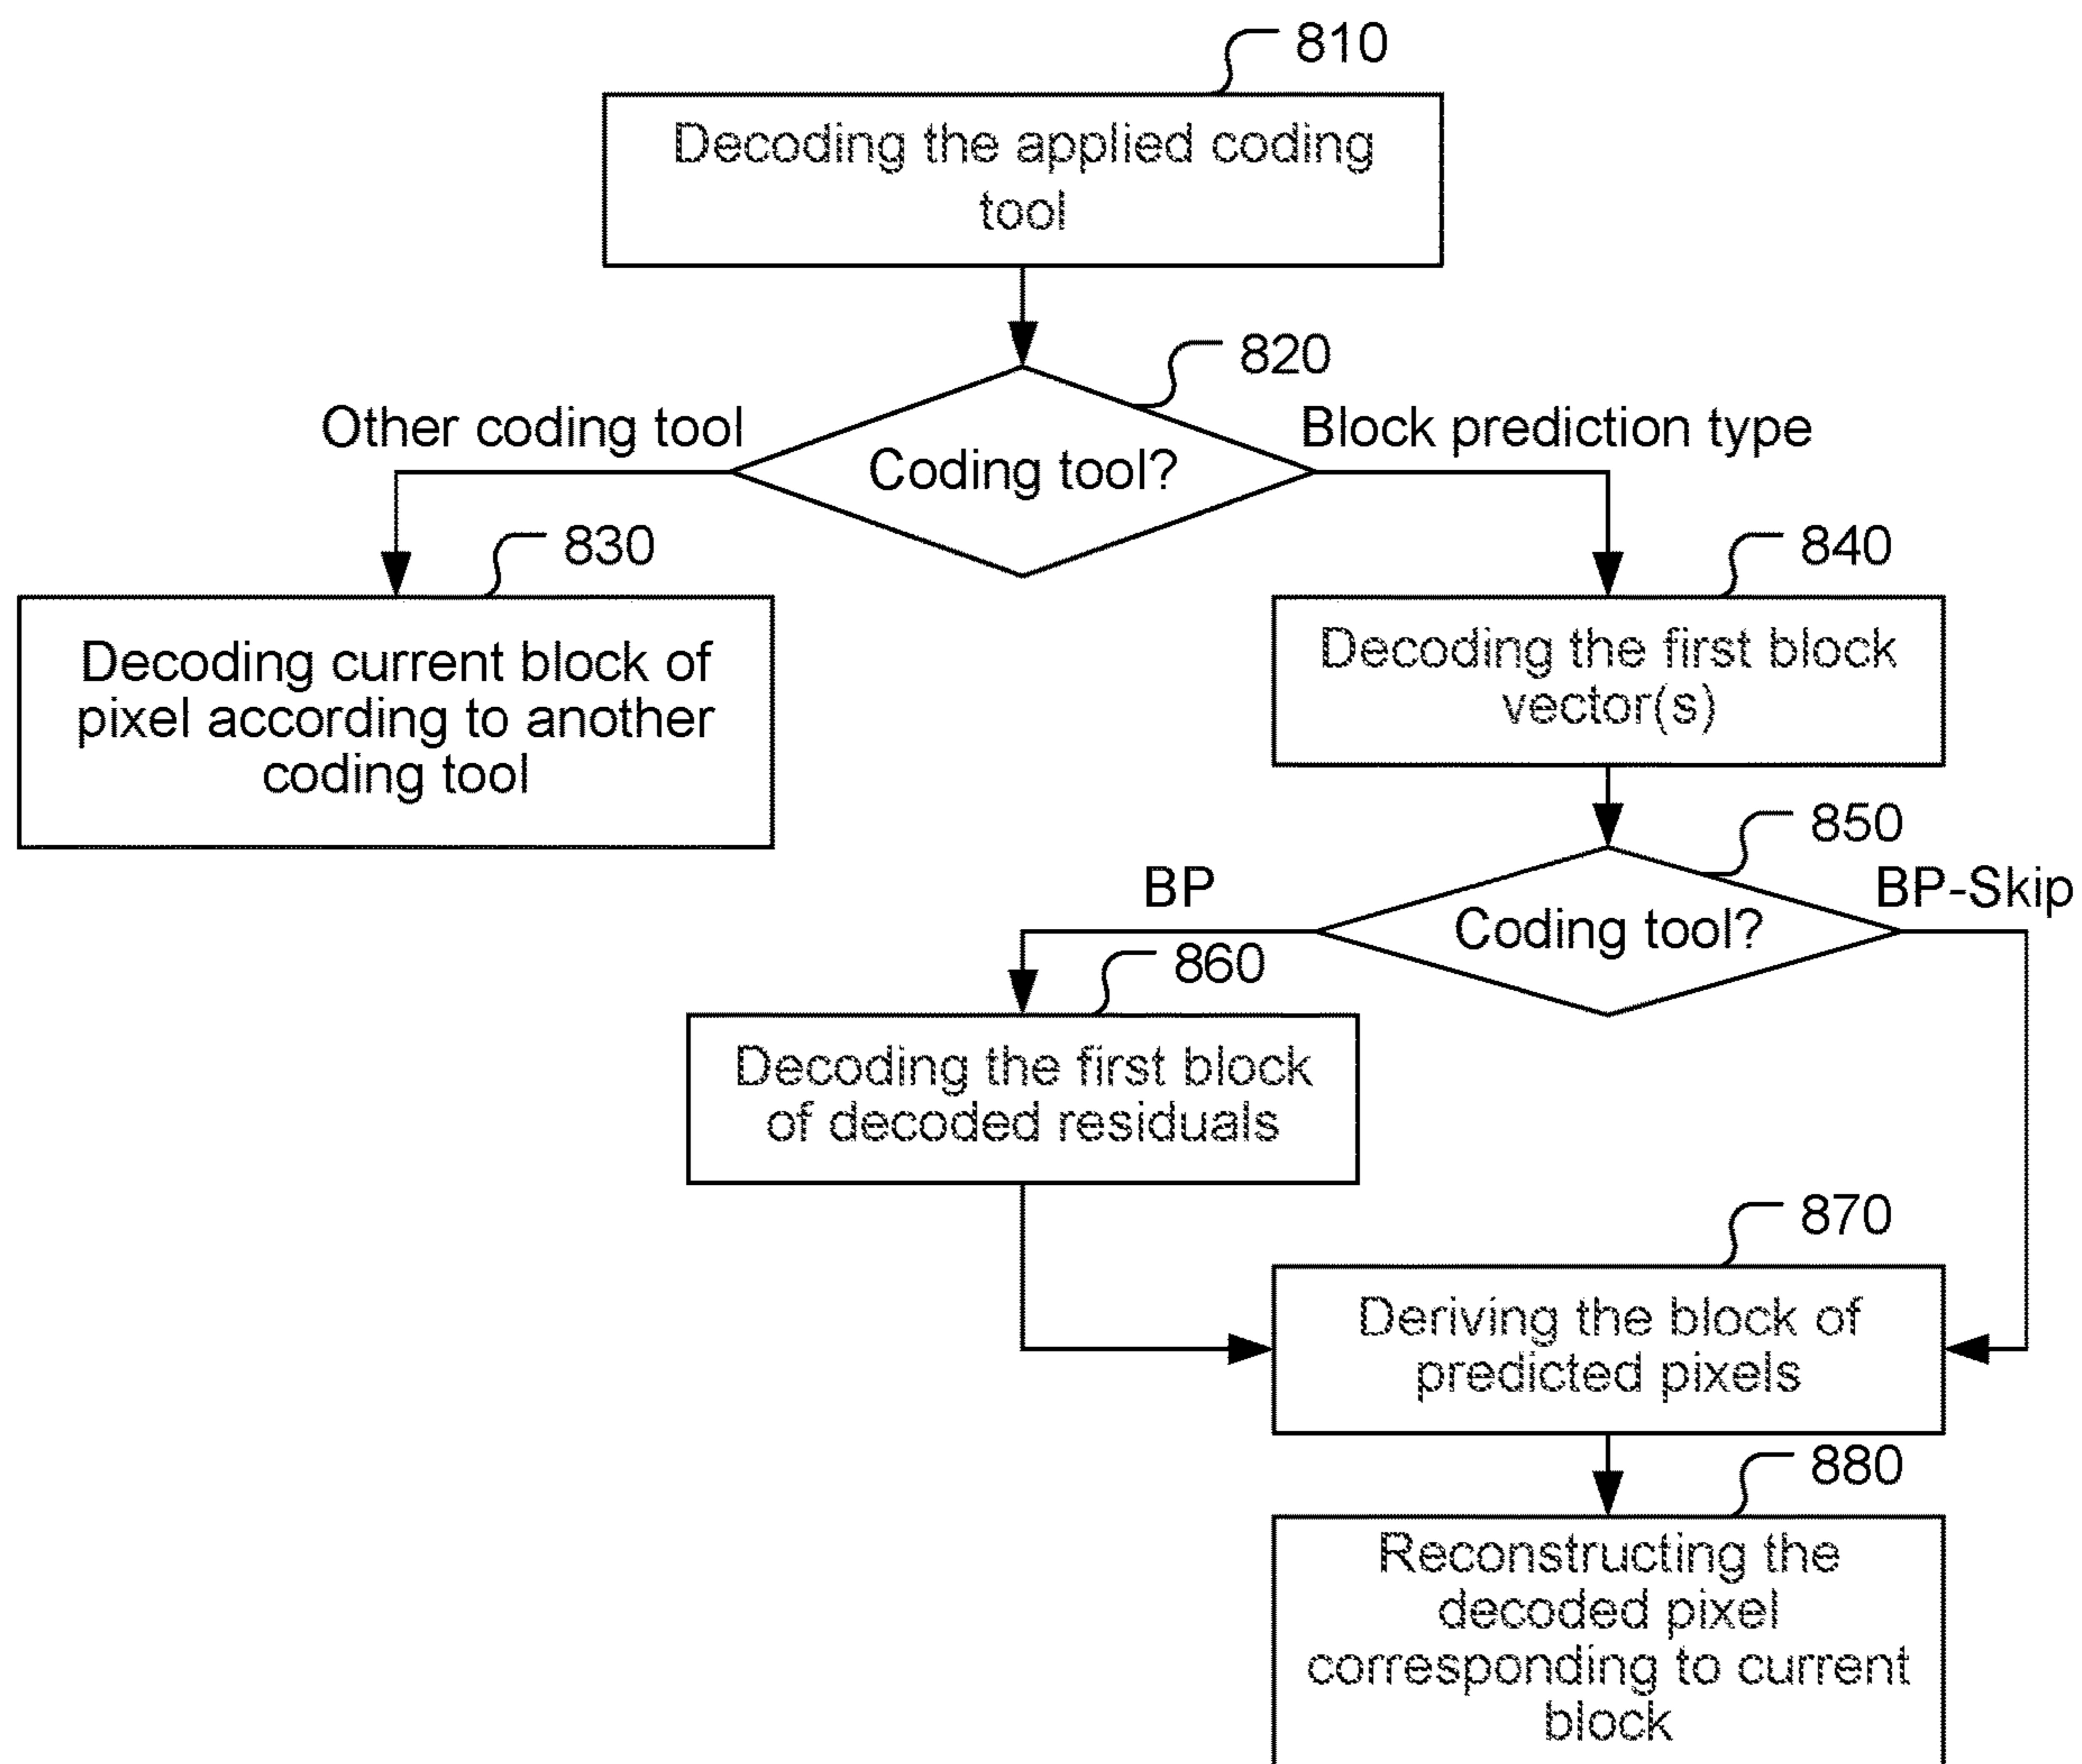 810
Decoding the applied coding
tool
820
Other coding tool
Block prediction type
Coding tool?
830
840
Decoding current block of
pixel according to another
coding tool
Decoding the first block
vector(s)
850
BP
BP-Skip
Coding tool?
860
Decoding the first block
of decoded residuals
870
Deriving the block of
predicted pixels
880
Reconstructing the
decoded pixel
corresponding to current
block